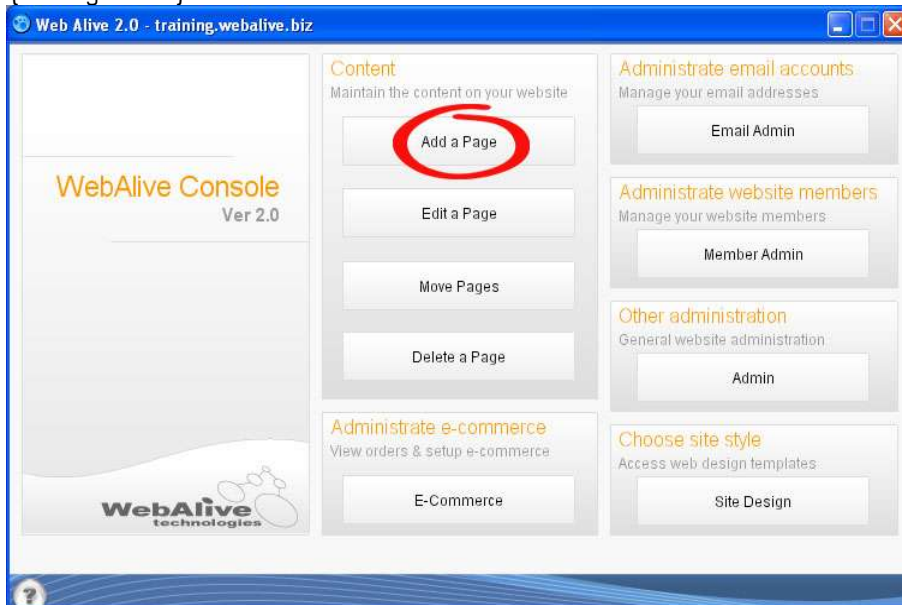 Web Alive 2.0 - training.webalive.biz
WebAlive Console
Ver 2.0
WebAlive
technologies
Content
Maintain the content on your website
Add a Page
Edit a Page
Move Pages
Delete a Page
Administrate e-commerce
View orders & setup e-commerce
E-Commerce
Administrate email accounts
Manage your email addresses
Email Admin
Administrate website members
Manage your website members
Member Admin
Other administration
General website administration
Admin
Choose site style
Access web design templates
Site Design
?